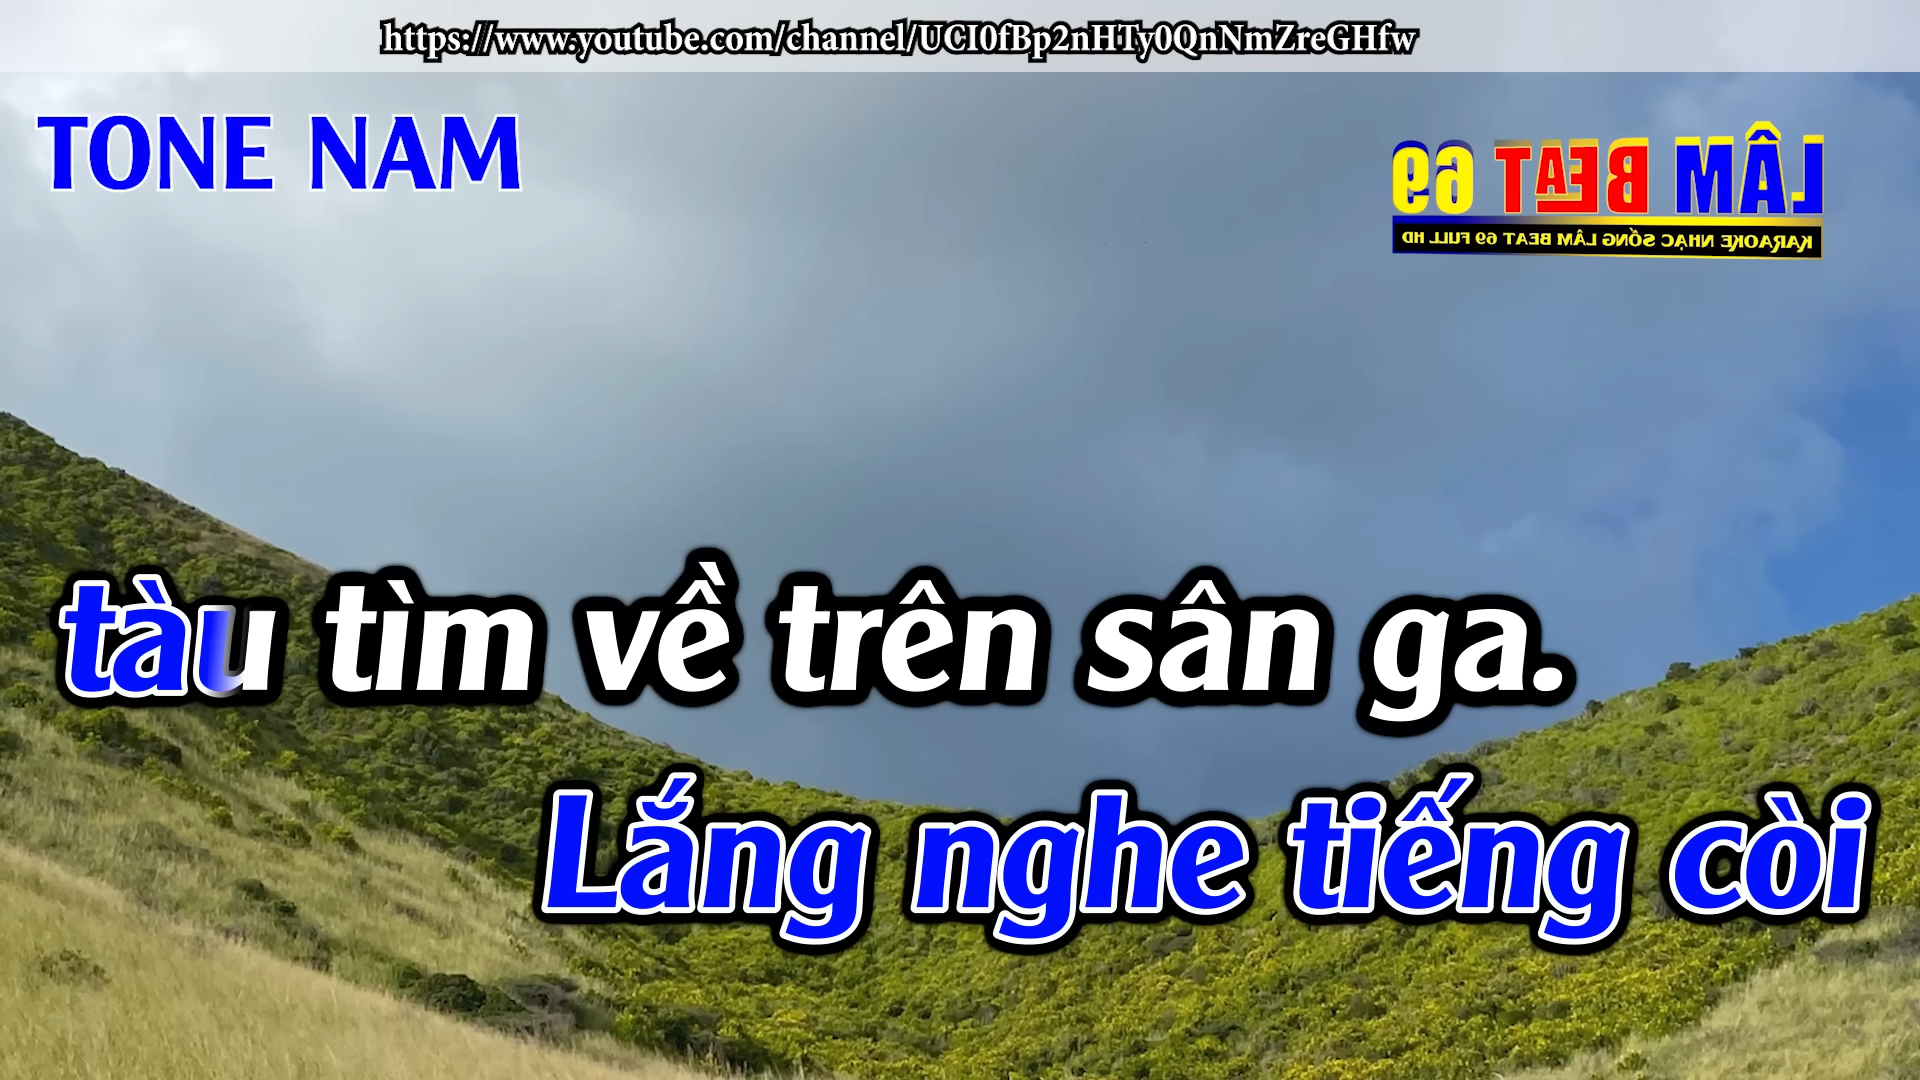 https://www.youtube.com/channel/UCI0fBp2nHTy0QnNmZreGHfw
TONE NAM
LÂM BEAT 69
KARAOKE NHẠC SỐNG LÂM BEAT 69 FULL HD
tàu tìm về trên sân ga.
Lắng nghe tiếng còi